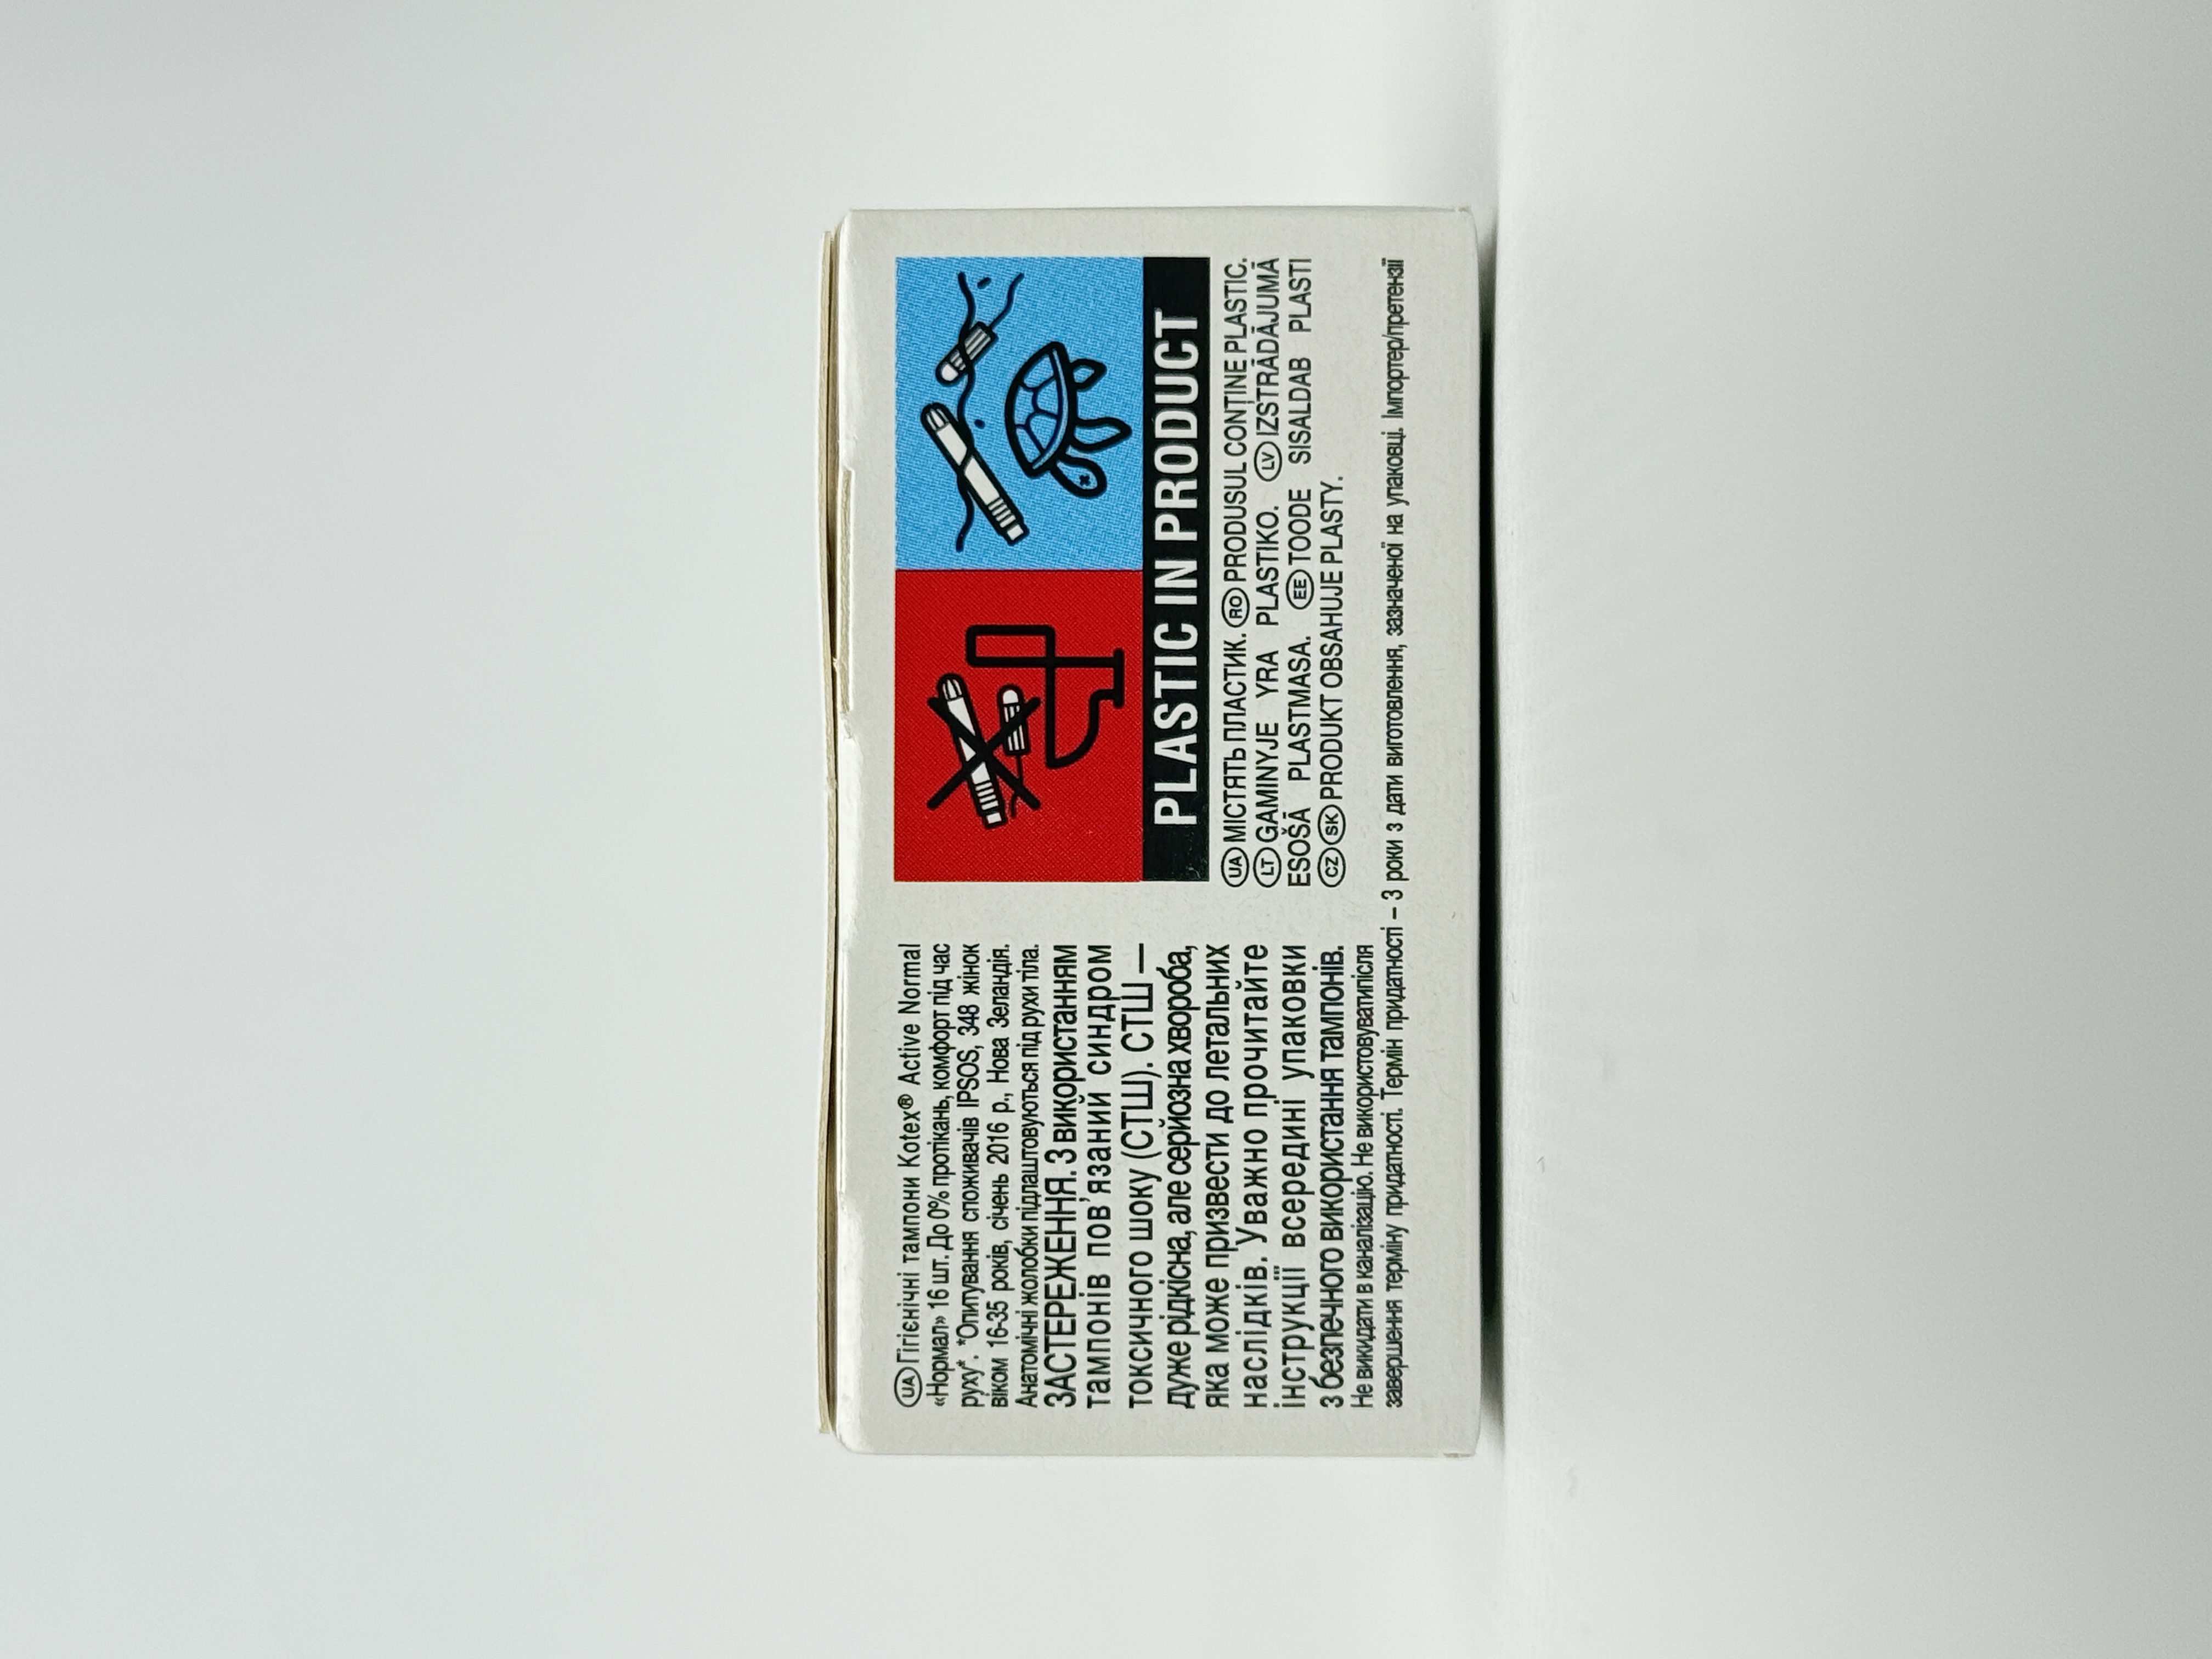 UA Гігієнічні тампони Kotex® Active Normal
«Нормал» 16 шт. До 0% протікань, комфорт під час
руху*. *Опитування споживачів IPSOS, 348 жінок
віком 16-35 років, січень 2016 р., Нова Зеландія.
Анатомічні жолобки підлаштовуються під рухи тіла.
ЗАСТЕРЕЖЕННЯ. З використанням
тампонів пов’язаний синдром
токсичного шоку (СТШ). СТШ —
дуже рідкісна, але серйозна хвороба,
яка може призвести до летальних
наслідків. Уважно прочитайте
інструкції всередині упаковки
з безпечного використання тампонів.
Не викидати в каналізацію. Не використовуватипісля
завершення терміну придатності. Термін придатності – 3 роки з дати виготовлення, зазначеної на упаковці. Імпортер/претензії
PLASTIC IN PRODUCT
UA МІСТЯТЬ ПЛАСТИК. RO PRODUSUL CONȚINE PLASTIC.
LT GAMINYJE YRA PLASTIKO. LV IZSTRĀDĀJUMĀ
ESOŠĀ PLASTMASA. EE TOODE SISALDAB PLASTI
CZ SK PRODUKT OBSAHUJE PLASTY.